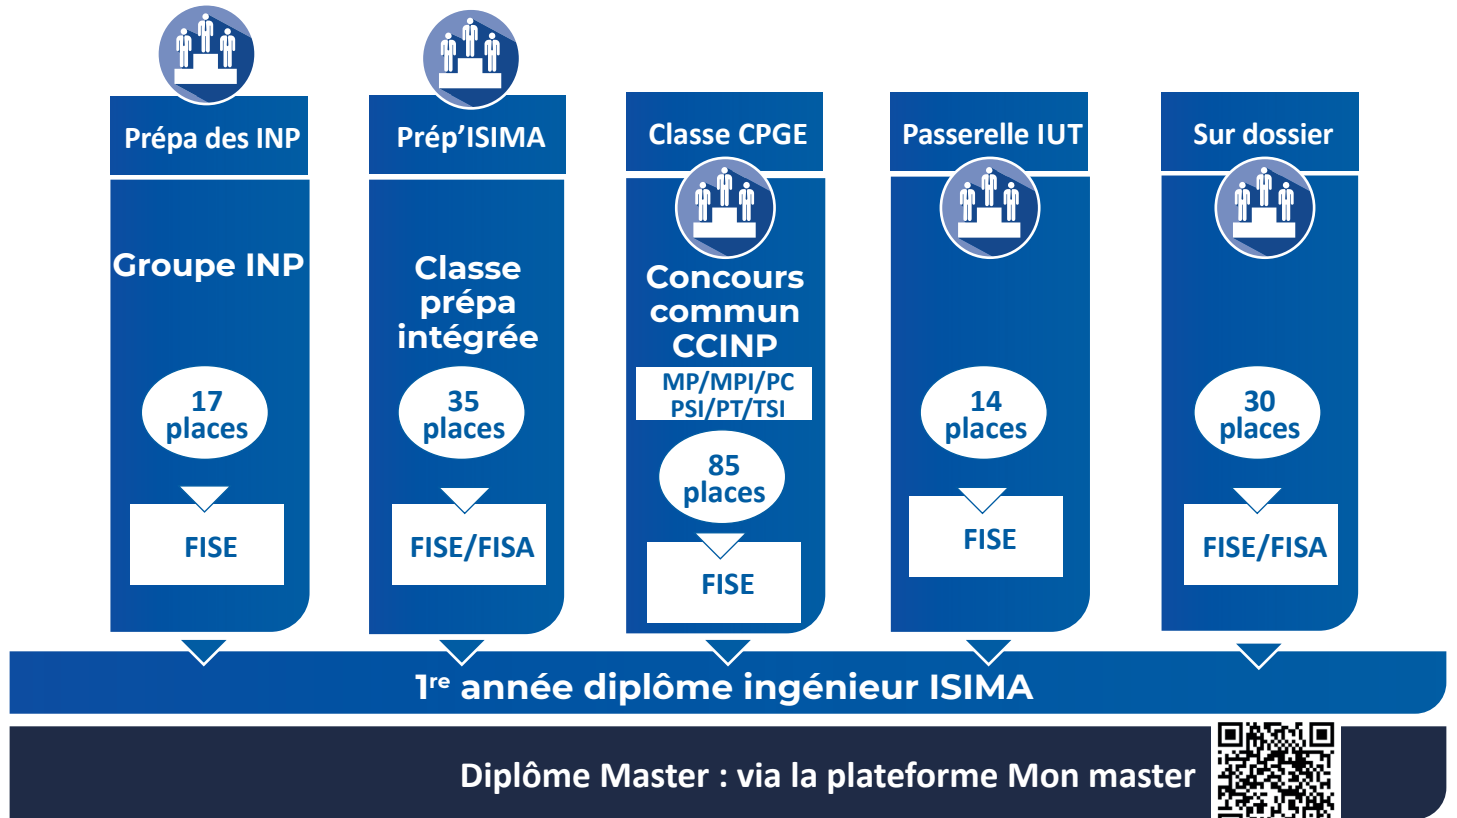 Prépa des INP
Groupe INP
17
places
FISE
Prép’ISIMA
Classe
prépa
intégrée
35
places
FISE/FISA
Classe CPGE
Concours
commun
CCINP
MP/MPI/PC
PSI/PT/TSI
85
places
FISE
Passerelle IUT
14
places
FISE
Sur dossier
30
places
FISE/FISA
1re année diplôme ingénieur ISIMA
Diplôme Master : via la plateforme Mon master